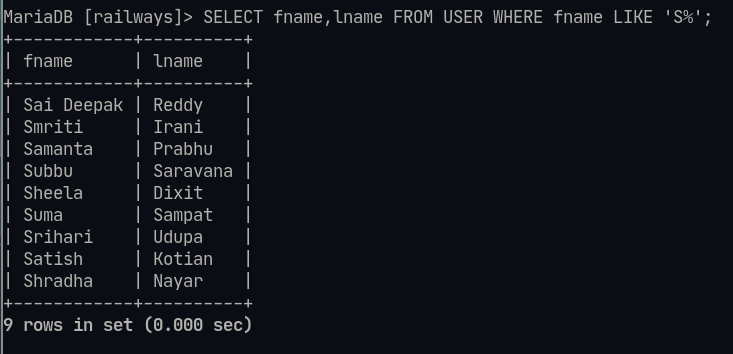 MariaDB [railways]> SELECT fname,lname FROM USER WHERE fname LIKE 'S%';
+------------+----------+
| fname      | lname    |
+------------+----------+
| Sai Deepak | Reddy    |
| Smriti     | Irani    |
| Samanta    | Prabhu   |
| Subbu      | Saravana |
| Sheela     | Dixit    |
| Suma       | Sampat   |
| Srihari    | Udupa    |
| Satish     | Kotian   |
| Shradha    | Nayar    |
+------------+----------+
9 rows in set (0.000 sec)